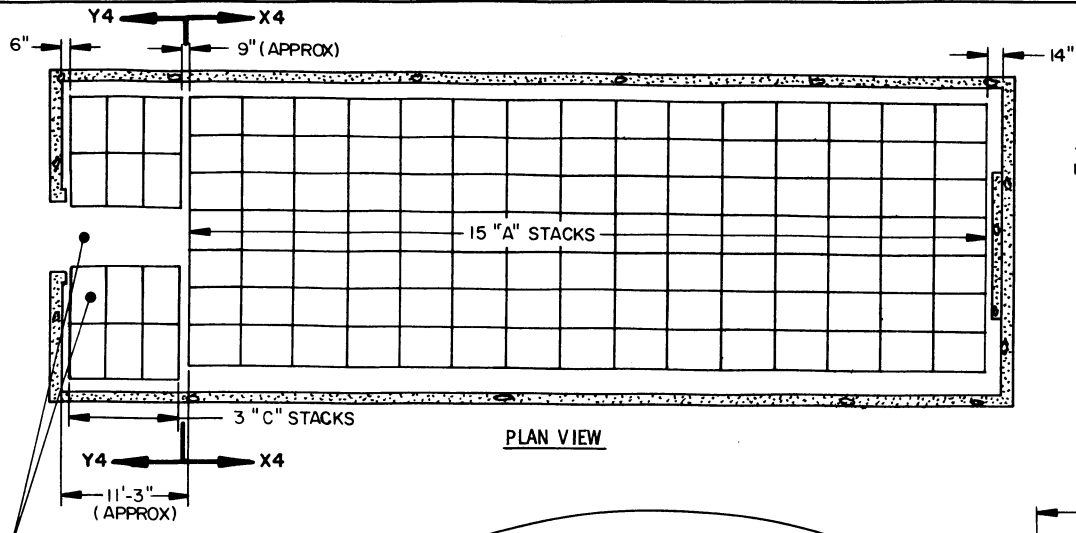 Y4 X4
6" 9" (APPROX) 14"
15 "A" STACKS
3 "C" STACKS
PLAN VIEW
Y4 X4
11'-3"
(APPROX)